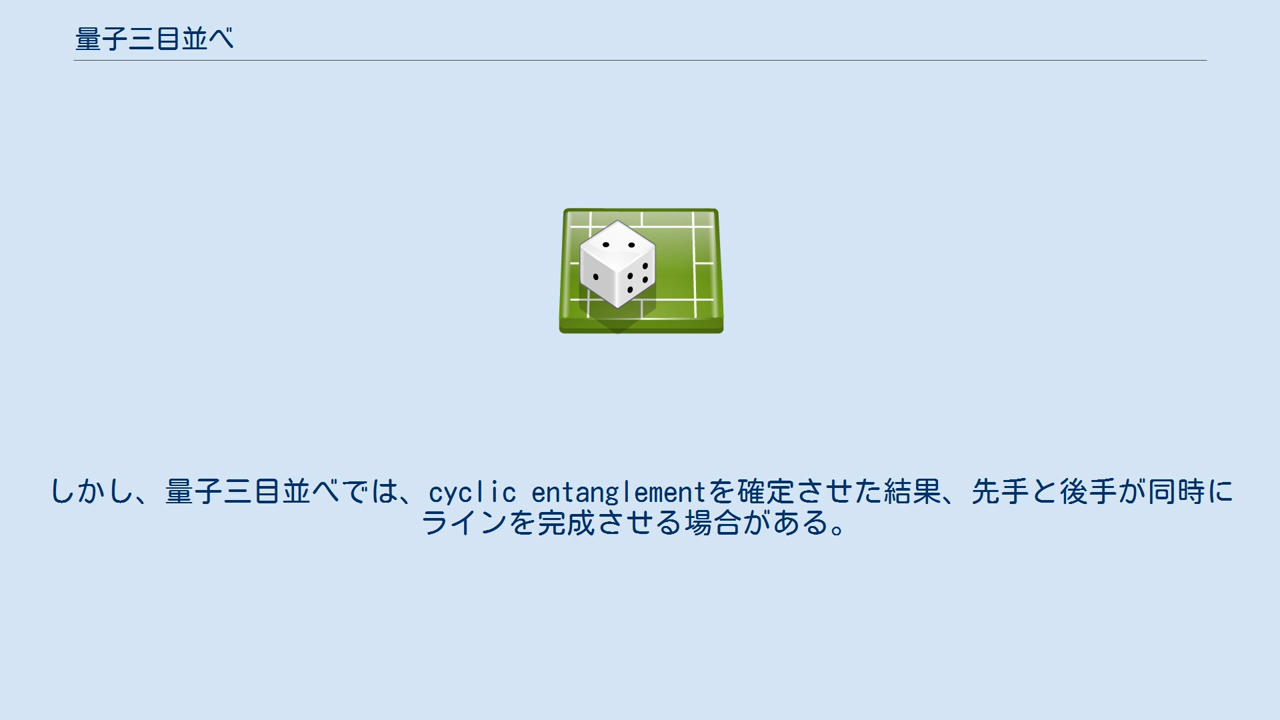 量子三目並べ
しかし、量子三目並べでは、cyclic entanglementを確定させた結果、先手と後手が同時に
ラインを完成させる場合がある。